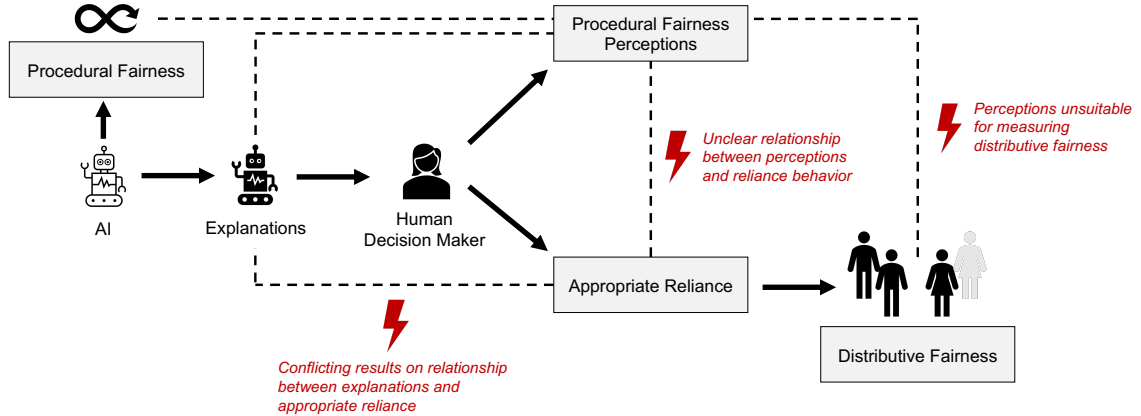 Procedural Fairness
Procedural Fairness
Perceptions
AI
Explanations
Human
Decision Maker
Unclear relationship
between perceptions
and reliance behavior
Perceptions unsuitable
for measuring
distributive fairness
Appropriate Reliance
Distributive Fairness
Conflicting results on relationship
between explanations and
appropriate reliance